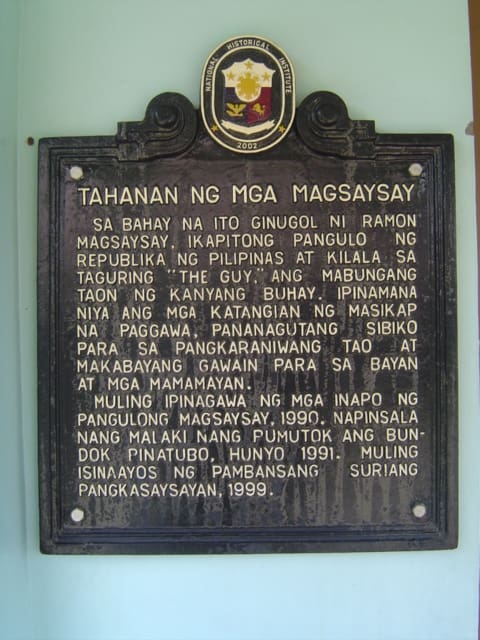 NATIONAL HISTORICAL INSTITUTE
2002
TAHANAN NG MGA MAGSAYSAY
SA BAHAY NA ITO GINUGOL NI RAMON
MAGSAYSAY, IKAPITONG PANGULO NG
REPUBLIKA NG PILIPINAS AT KILALA SA
TAGURING "THE GUY," ANG MABUNGANG
TAON NG KANYANG BUHAY. IPINAMANA
NIYA ANG MGA KATANGIAN NG MASIKAP
NA PAGGAWA, PANANAGUTANG SIBIKO
PARA SA PANGKARANIWANG TAO AT
MAKABAYANG GAWAIN PARA SA BAYAN
AT MGA MAMAMAYAN.
MULING IPINAGAWA NG MGA INAPO NG
PANGULONG MAGSAYSAY, 1990. NAPINSALA
NANG MALAKI NANG PUMUTOK ANG BUN-
DOK PINATUBO, HUNYO 1991. MULING
ISINAAYOS NG PAMBANSANG SURIANG
PANGKASAYSAYAN, 1999.